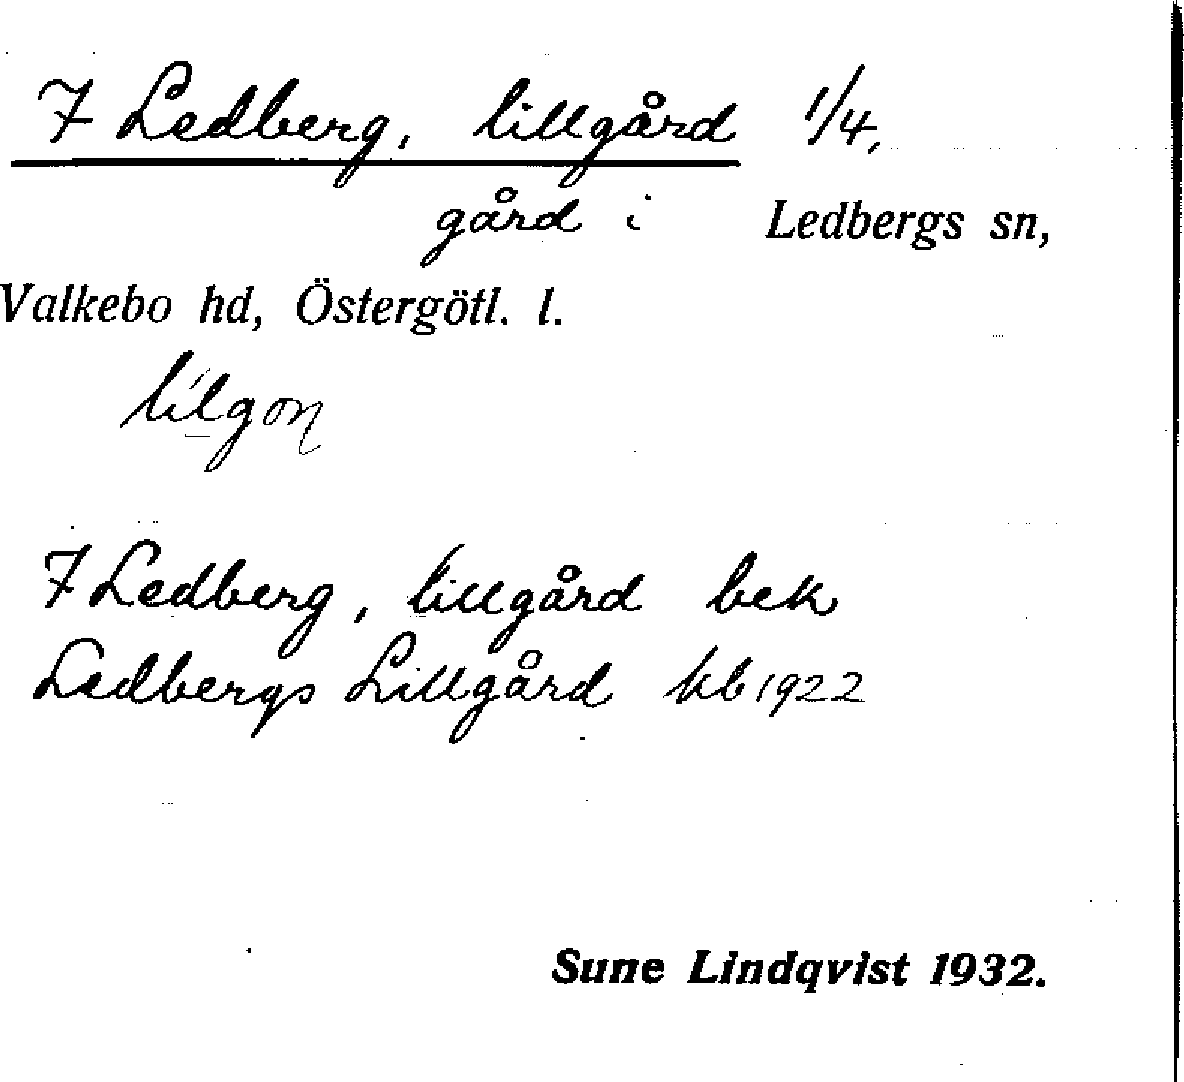 7 Ledberg, lillgård 1/4,
gård i Ledbergs sn,
Valkebo hd, Östergötl. l.
lilgon
7 Ledberg, lillgård bek
Ledbergs Lillgård kb 1922
Sune Lindqvist 1932.